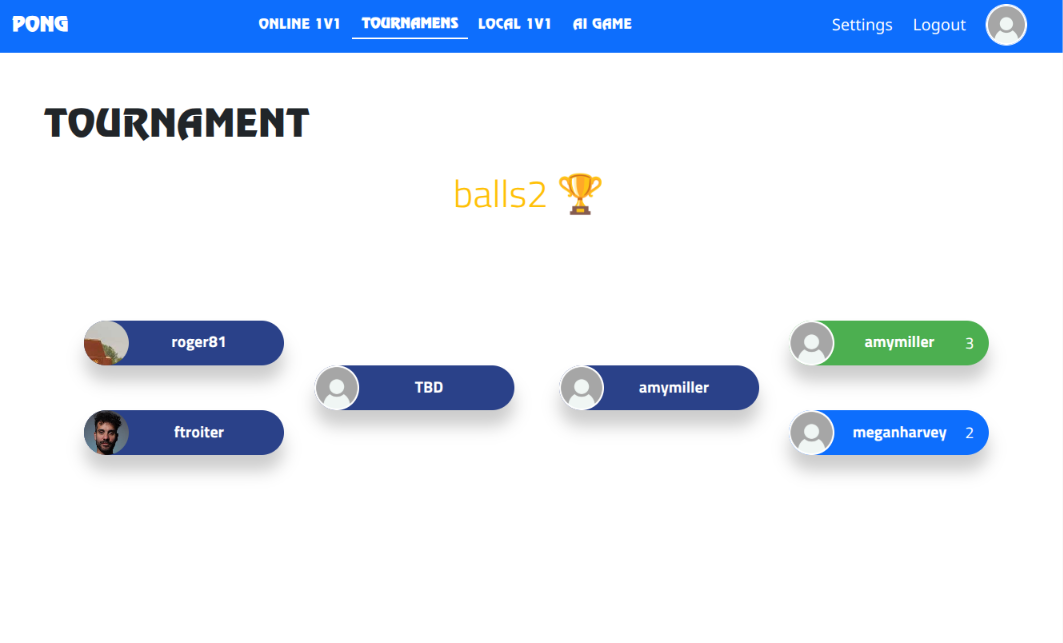 PONG
ONLINE 1V1 TOURNAMENS LOCAL 1V1 AI GAME
Settings Logout
TOURNAMENT
balls2
roger81
amymiller 3
TBD
amymiller
ftroiter
meganharvey 2